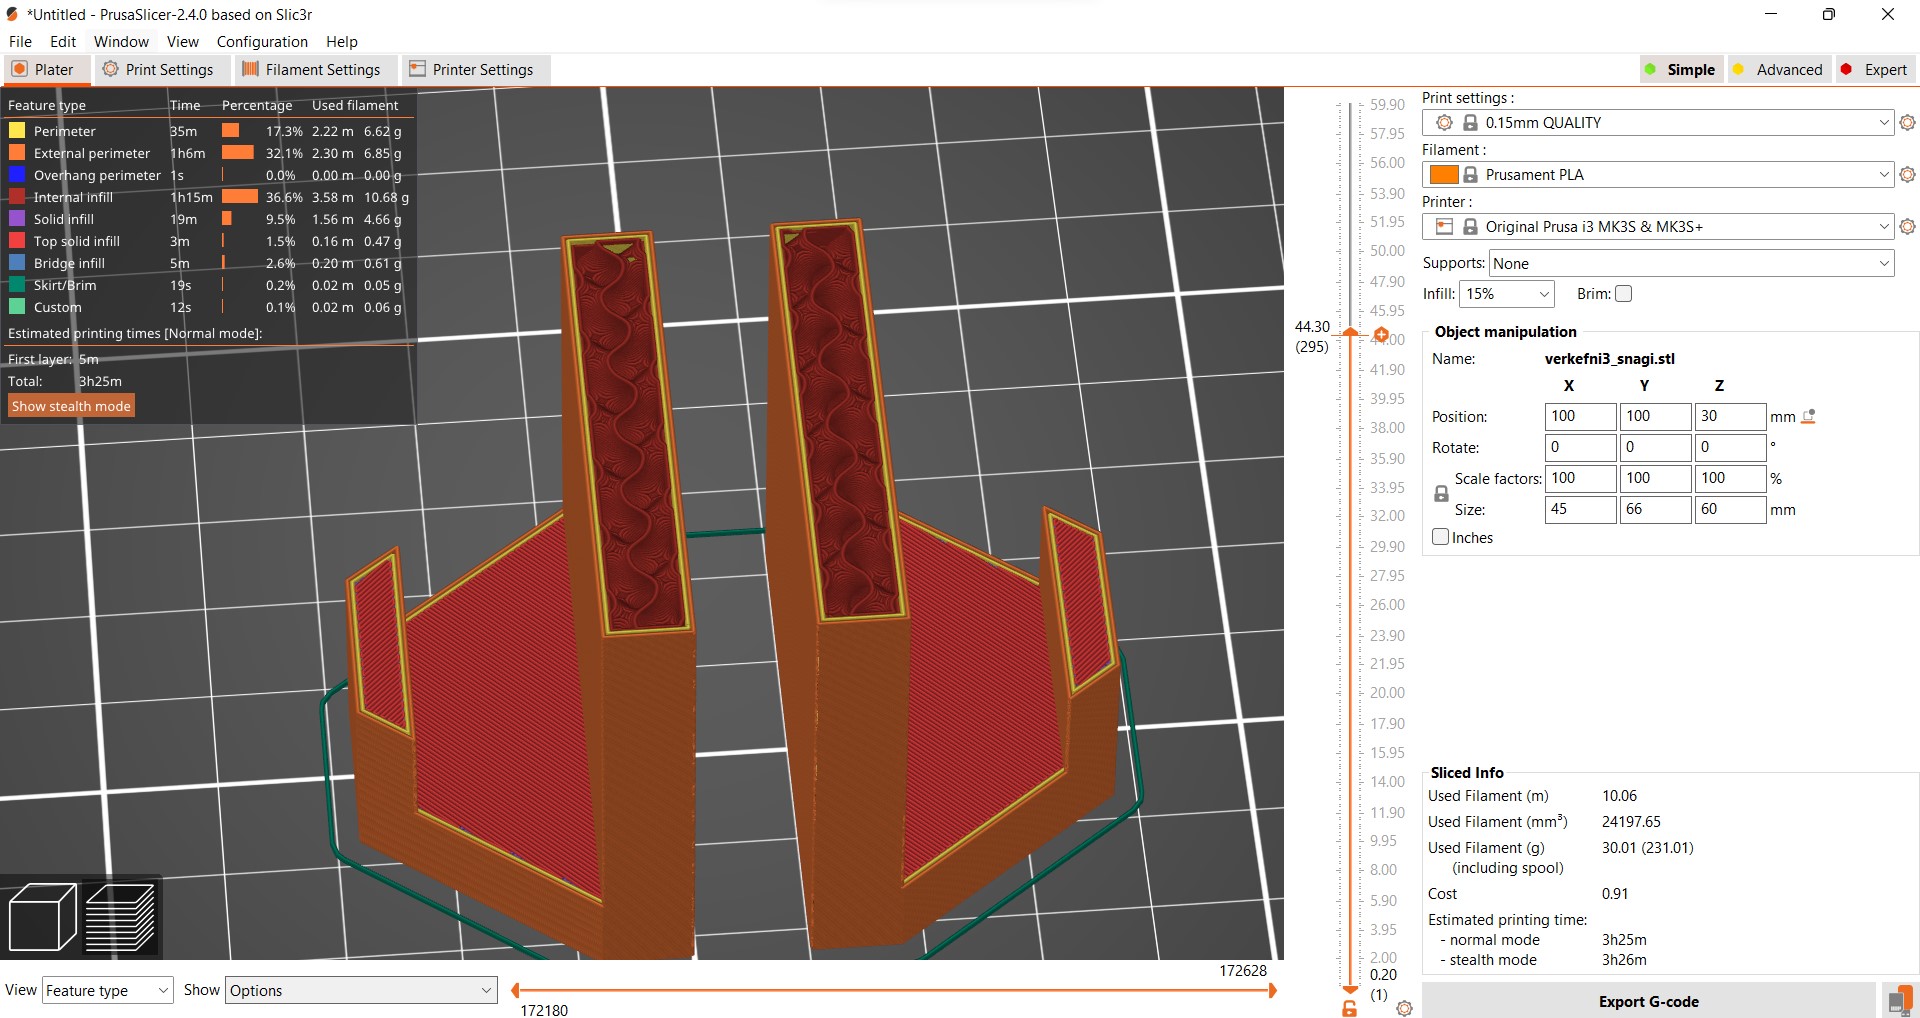 *Untitled - PrusaSlicer-2.4.0 based on Slic3r
File Edit Window View Configuration Help
Plater Print Settings Filament Settings Printer Settings Simple Advanced Expert
Feature type Time Percentage Used filament
Perimeter 35m 17.3% 2.22 m 6.62 g
External perimeter 1h6m 32.1% 2.30 m 6.85 g
Overhang perimeter 1s 0.0% 0.00 m 0.00 g
Internal infill 1h15m 36.6% 3.58 m 10.68 g
Solid infill 19m 9.5% 1.56 m 4.66 g
Top solid infill 3m 1.5% 0.16 m 0.47 g
Bridge infill 5m 2.6% 0.20 m 0.61 g
Skirt/Brim 19s 0.2% 0.02 m 0.05 g
Custom 12s 0.1% 0.02 m 0.06 g
Estimated printing times [Normal mode]:
First layer: 5m
Total: 3h25m
Show stealth mode
View Feature type Show Options
172628
172180
59.90
57.95
56.00
53.90
51.95
50.00
47.90
45.95
44.30
(295)
44.00
41.90
39.95
38.00
35.90
33.95
32.00
29.90
27.95
26.00
23.90
21.95
20.00
17.90
15.95
14.00
11.90
9.95
8.00
5.90
3.95
2.00
0.20
(1)
Print settings :
0.15mm QUALITY
Filament :
Prusament PLA
Printer :
Original Prusa i3 MK3S & MK3S+
Supports: None
Infill: 15% Brim:
Object manipulation
Name: verkefni3_snagi.stl
X Y Z
Position: 100 100 30 mm
Rotate: 0 0 0 °
Scale factors: 100 100 100 %
Size: 45 66 60 mm
Inches
Sliced Info
Used Filament (m) 10.06
Used Filament (mm³) 24197.65
Used Filament (g) 30.01 (231.01)
(including spool)
Cost 0.91
Estimated printing time:
- normal mode 3h25m
- stealth mode 3h26m
Export G-code